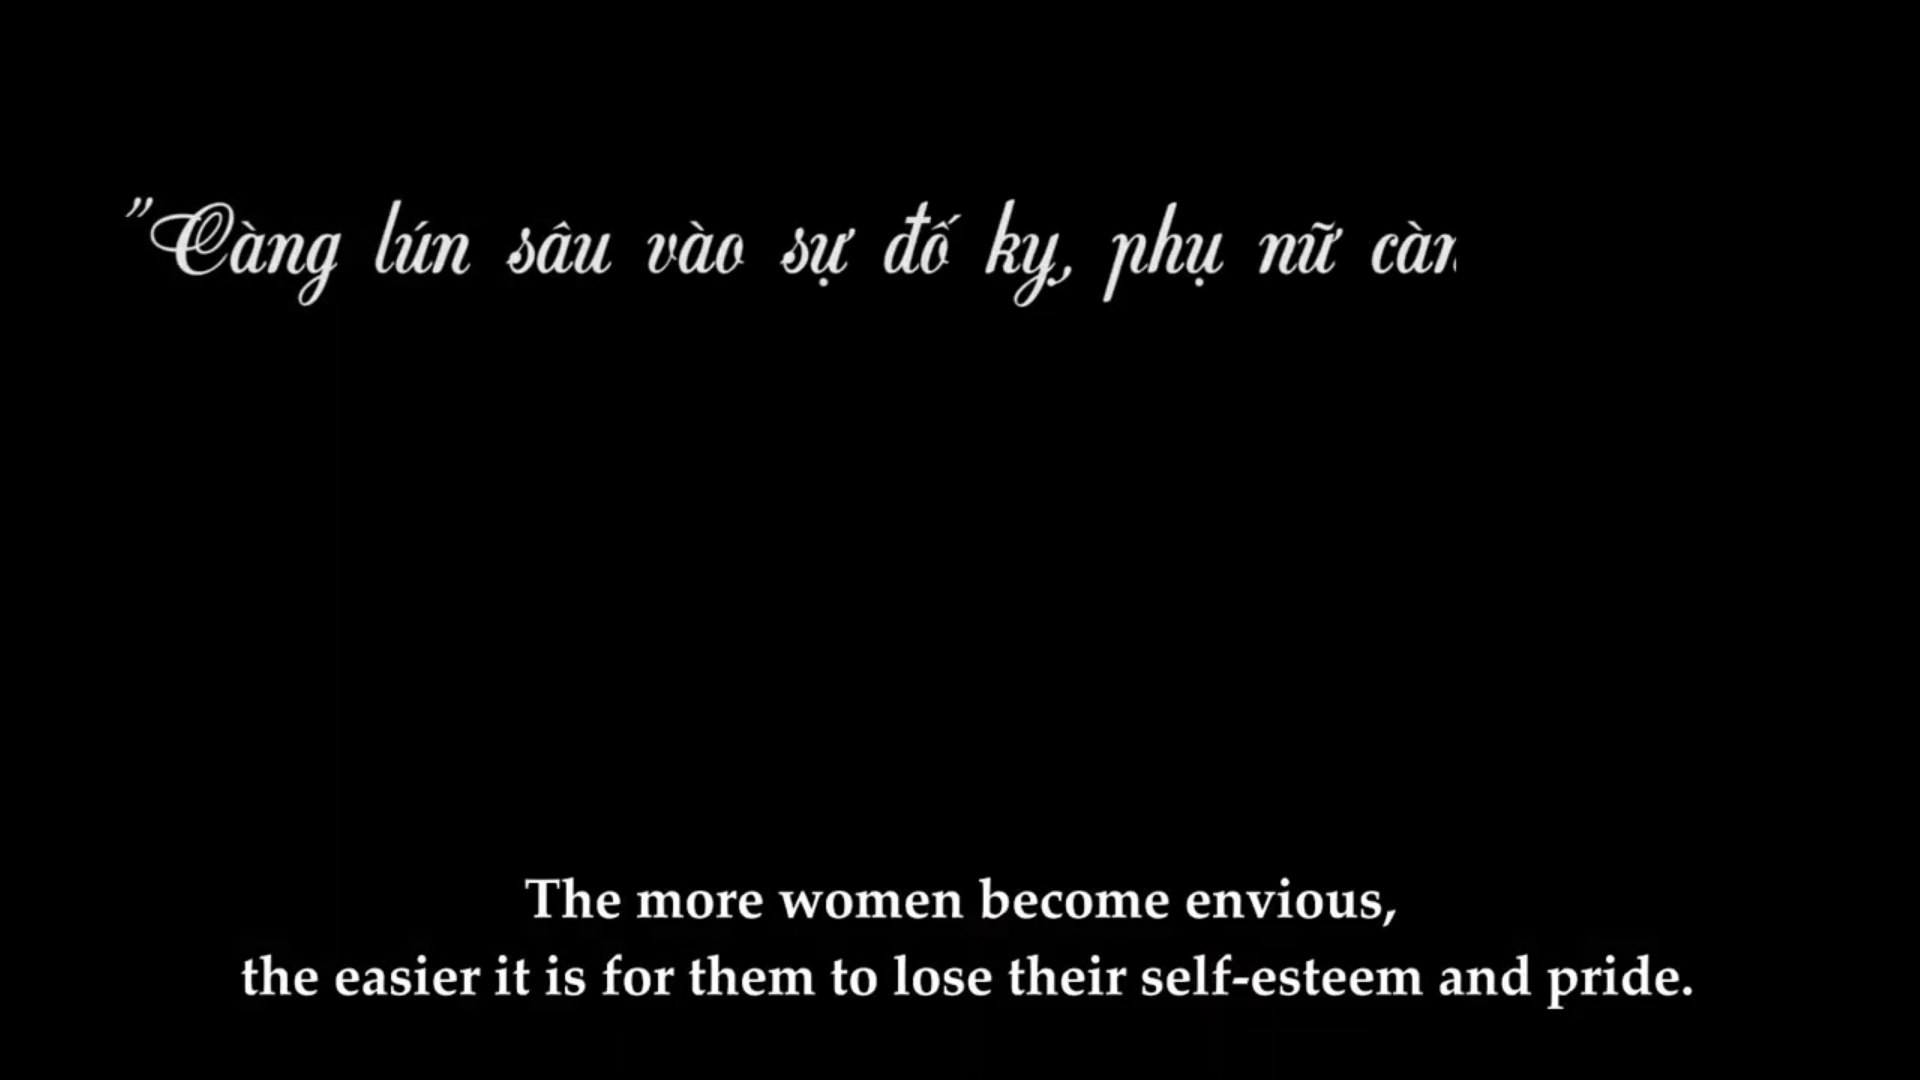 "Càng lún sâu vào sự đố kỵ, phụ nữ càn
The more women become envious,
the easier it is for them to lose their self-esteem and pride.